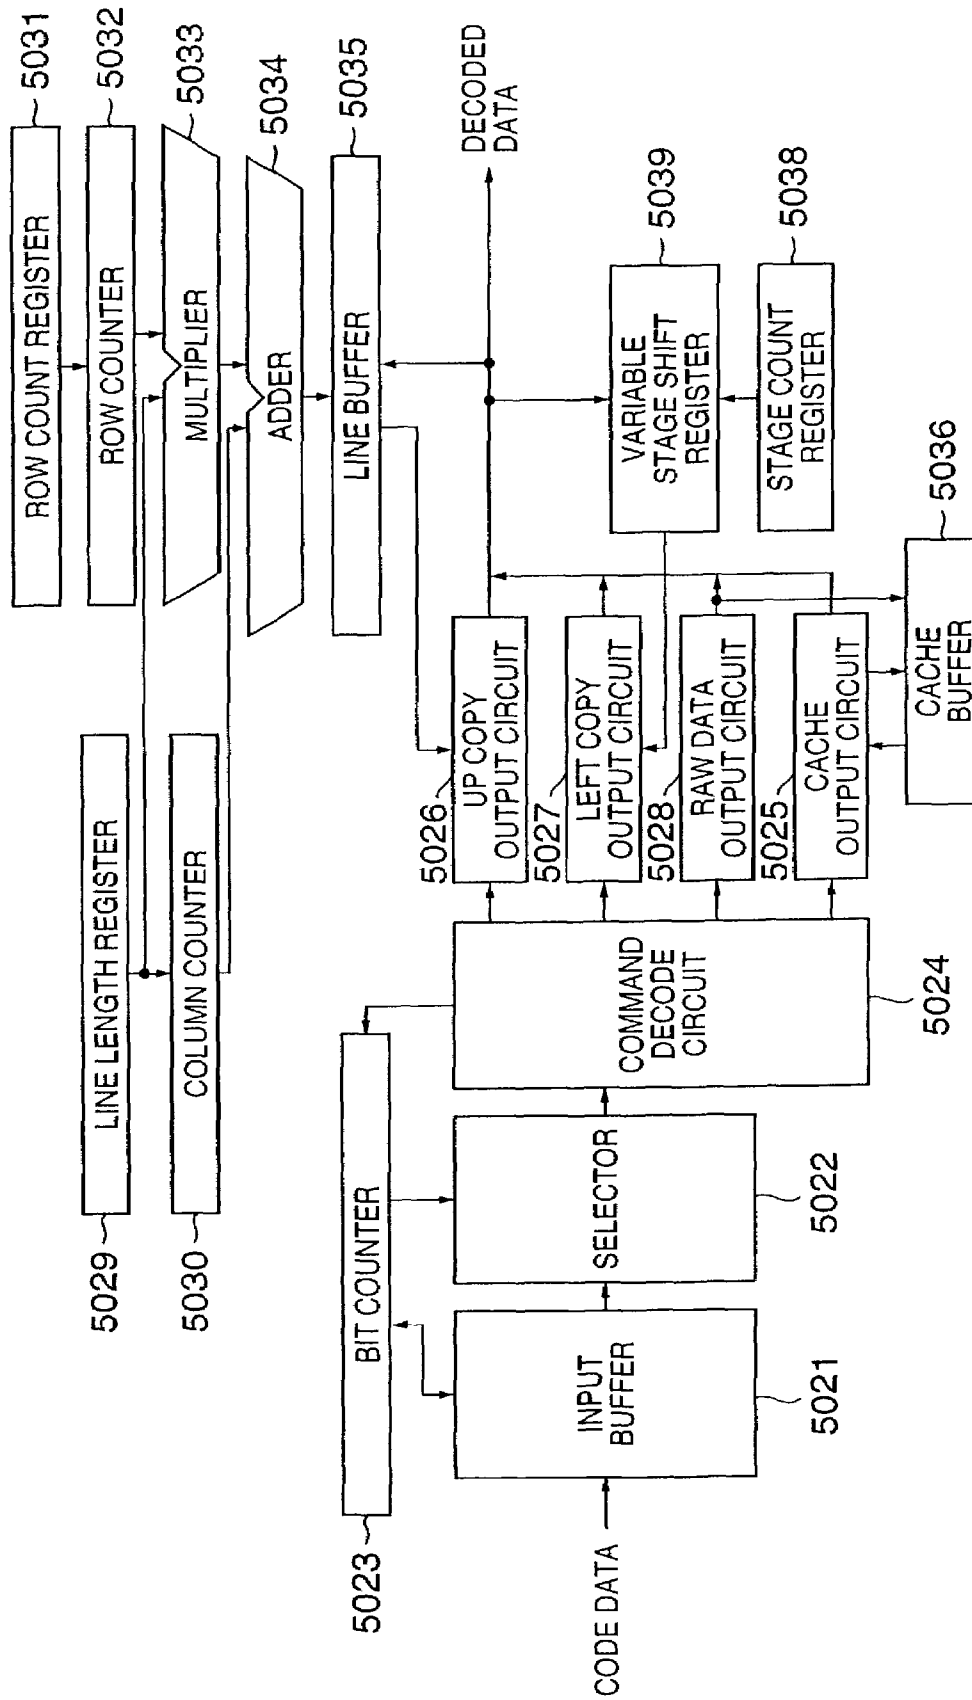 ROW COUNT REGISTER
5031
ROW COUNTER
5032
MULTIPLIER
5033
ADDER
5034
LINE BUFFER
5035
5029
LINE LENGTH REGISTER
5030
COLUMN COUNTER
DECODED
DATA
5023
BIT COUNTER
CODE DATA
INPUT
BUFFER
5021
SELECTOR
5022
COMMAND
DECODE
CIRCUIT
5024
5026
UP COPY
OUTPUT CIRCUIT
5027
LEFT COPY
OUTPUT CIRCUIT
5028
RAW DATA
OUTPUT CIRCUIT
5025
CACHE
OUTPUT CIRCUIT
VARIABLE
STAGE SHIFT
REGISTER
5039
STAGE COUNT
REGISTER
5038
CACHE
BUFFER
5036